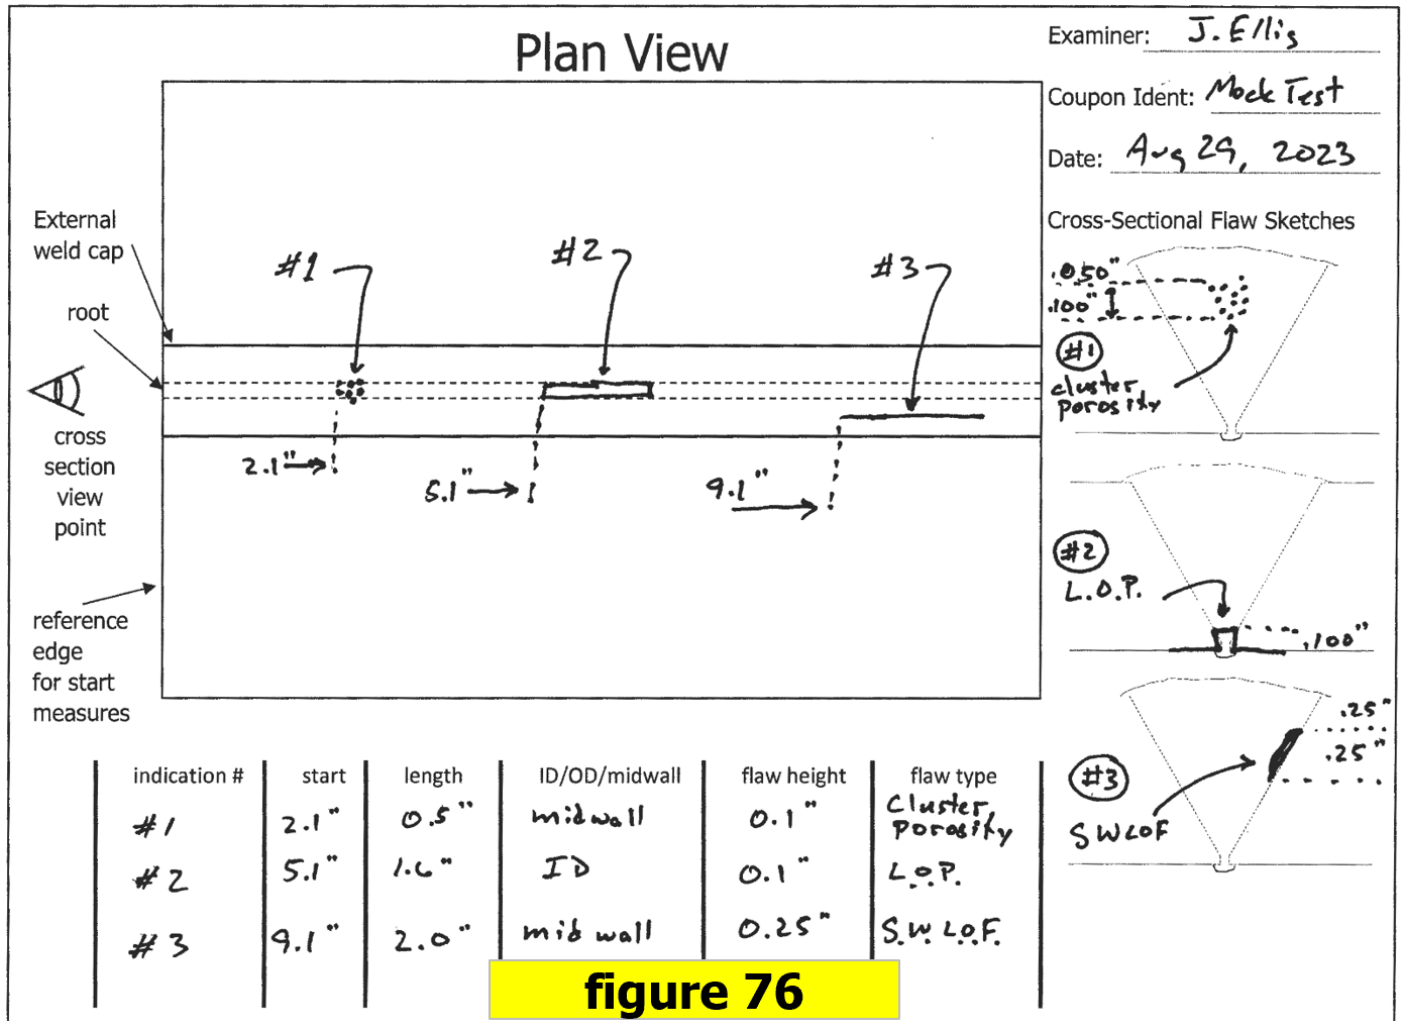 Plan View
Examiner: J. Ellis
Coupon Ident: Mock Test
Date: Aug 29, 2023
External
weld cap
root
cross
section
view
point
reference
edge
for start
measures
#1
#2
#3
2.1"
5.1"
9.1"
Cross-Sectional Flaw Sketches
.050"
.100"
#1
cluster
porosity
#2
L.O.P.
.100"
.25"
.25"
#3
SWLOF
indication # start length ID/OD/midwall flaw height flaw type
#1 2.1" 0.5" midwall 0.1" Cluster Porosity
#2 5.1" 1.6" ID 0.1" L.O.P.
#3 9.1" 2.0" mid wall 0.25" S.W.L.O.F.
figure 76